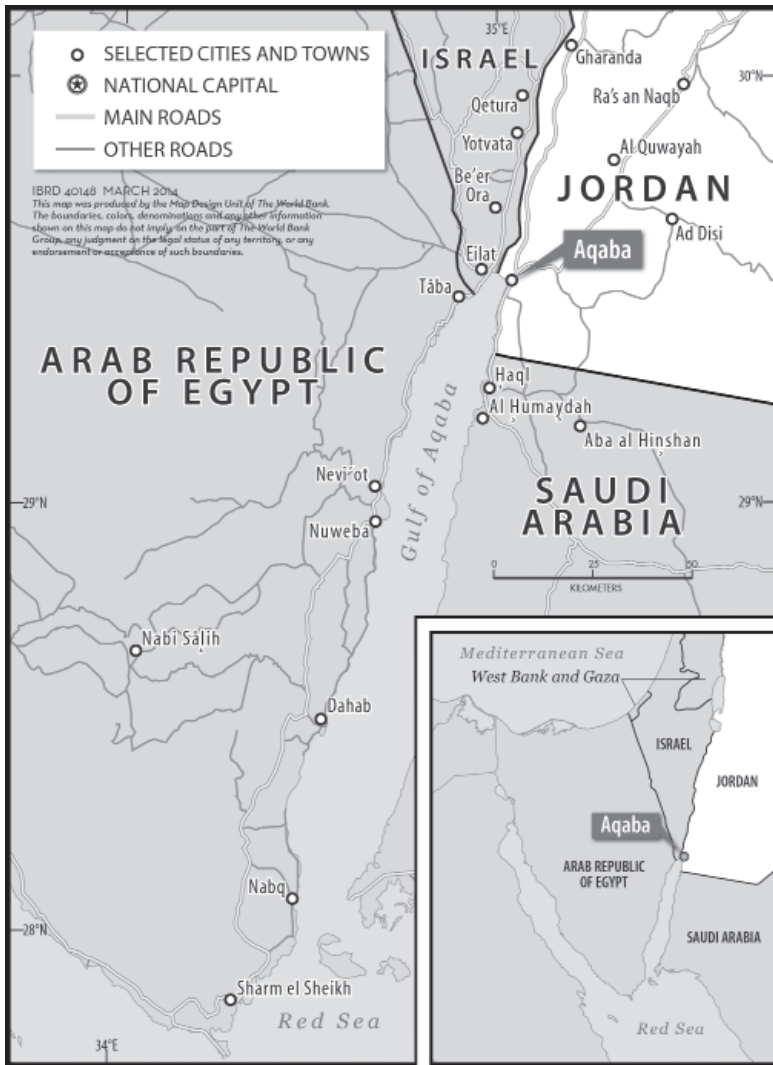 SELECTED CITIES AND TOWNS
NATIONAL CAPITAL
MAIN ROADS
OTHER ROADS
IBRD 40148 MARCH 2014
This map was produced by the Map Design Unit of The World Bank.
The boundaries, colors, denominations and any other information
shown on this map do not imply, on the part of The World Bank
Group, any judgment on the legal status of any territory, or any
endorsement or acceptance of such boundaries.
35°E
ISRAEL
Gharanda
30°N
Qetura
Ra's an Naqb
Yotvata
Al Quwayah
Be'er
Ora
JORDAN
Ad Disi
Eilat
Aqaba
Tāba
ARAB REPUBLIC
OF EGYPT
Ḥaql
Al Ḥumayḍah
Aba al Hinşhan
Gulf of Aqaba
Nevi'ot
SAUDI
ARABIA
29°N
29°N
Nuweba
0 25 50
KILOMETERS
Nabi Sāḷih
Dahab
Nabq
28°N
Sharm el Sheikh
Red Sea
34°E
Mediterranean Sea
West Bank and Gaza
ISRAEL
JORDAN
Aqaba
ARAB REPUBLIC
OF EGYPT
SAUDI ARABIA
Red Sea